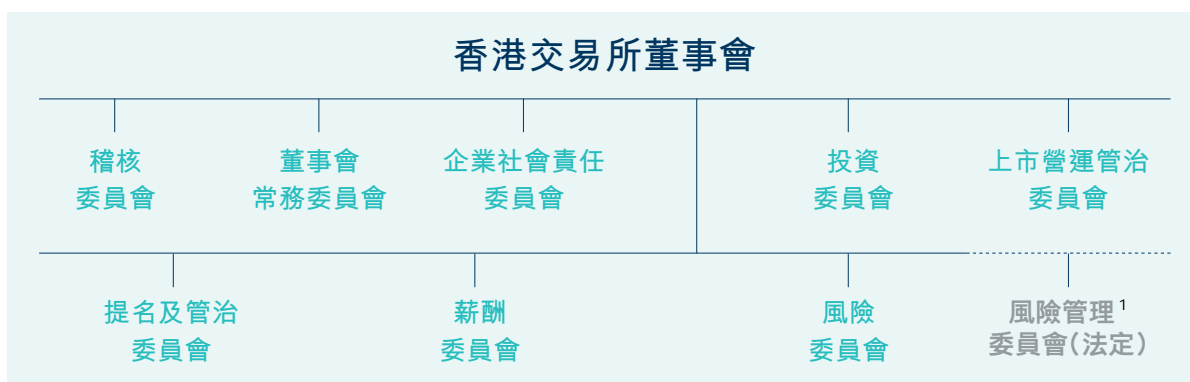 香港交易所董事會
稽核
委員會
董事會
常務委員會
企業社會責任
委員會
投資
委員會
上市營運管治
委員會
提名及管治
委員會
薪酬
委員會
風險
委員會
風險管理¹
委員會(法定)